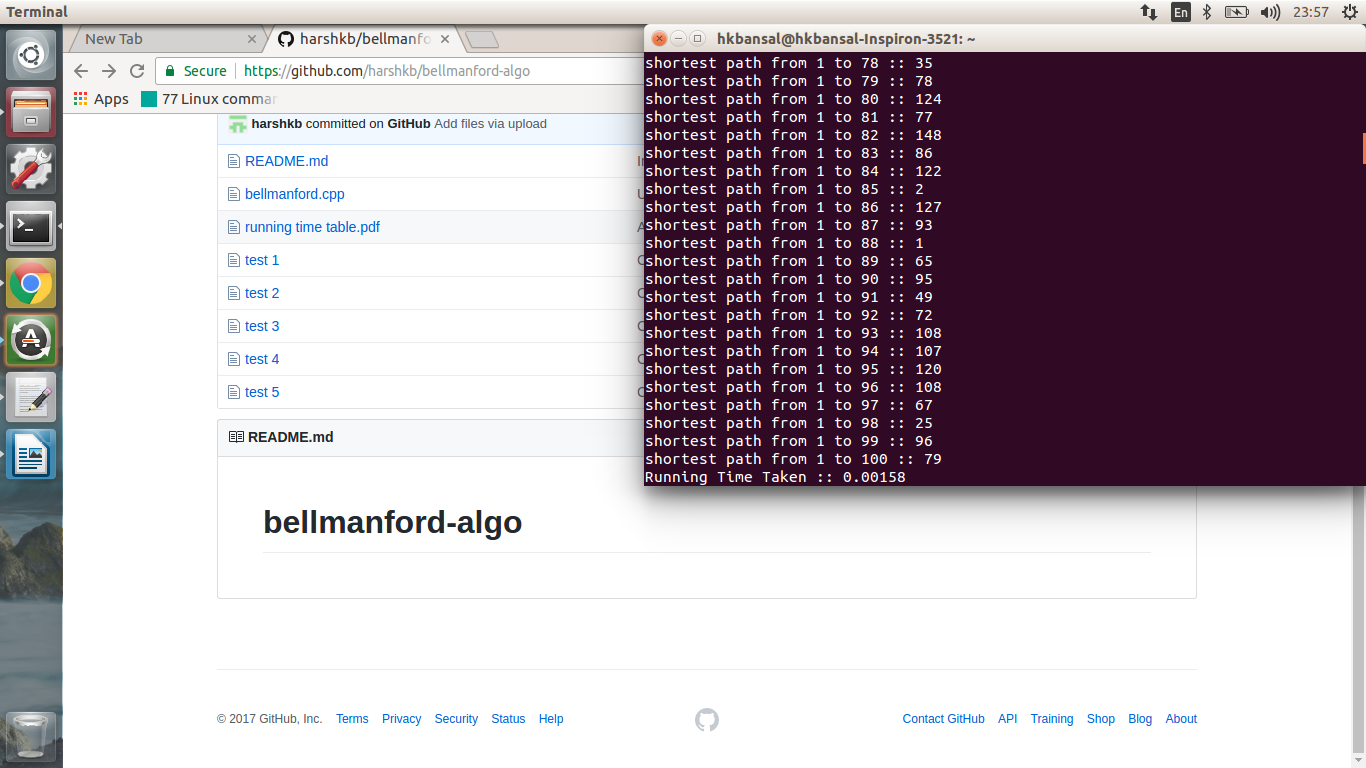 Terminal
En
23:57
New Tab
harshkb/bellmanfo
Secure https://github.com/harshkb/bellmanford-algo
Apps 77 Linux commar
harshkb committed on GitHub Add files via upload
README.md
bellmanford.cpp
running time table.pdf
test 1
test 2
test 3
test 4
test 5
README.md
bellmanford-algo
© 2017 GitHub, Inc. Terms Privacy Security Status Help
Contact GitHub API Training Shop Blog About
hkbansal@hkbansal-Inspiron-3521: ~
shortest path from 1 to 78 :: 35
shortest path from 1 to 79 :: 78
shortest path from 1 to 80 :: 124
shortest path from 1 to 81 :: 77
shortest path from 1 to 82 :: 148
shortest path from 1 to 83 :: 86
shortest path from 1 to 84 :: 122
shortest path from 1 to 85 :: 2
shortest path from 1 to 86 :: 127
shortest path from 1 to 87 :: 93
shortest path from 1 to 88 :: 1
shortest path from 1 to 89 :: 65
shortest path from 1 to 90 :: 95
shortest path from 1 to 91 :: 49
shortest path from 1 to 92 :: 72
shortest path from 1 to 93 :: 108
shortest path from 1 to 94 :: 107
shortest path from 1 to 95 :: 120
shortest path from 1 to 96 :: 108
shortest path from 1 to 97 :: 67
shortest path from 1 to 98 :: 25
shortest path from 1 to 99 :: 96
shortest path from 1 to 100 :: 79
Running Time Taken :: 0.00158